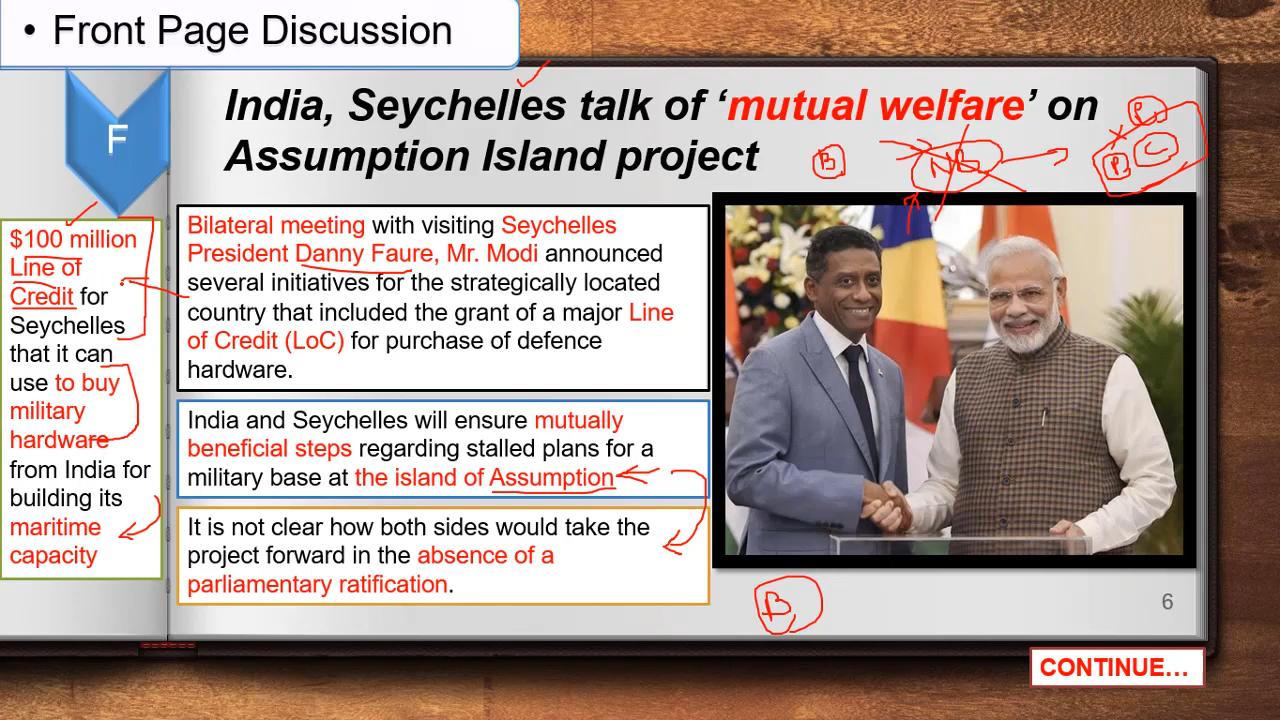 • Front Page Discussion
F
India, Seychelles talk of ‘mutual welfare’ on
Assumption Island project
$100 million
Line of
Credit for
Seychelles
that it can
use to buy
military
hardware
from India for
building its
maritime
capacity
Bilateral meeting with visiting Seychelles
President Danny Faure, Mr. Modi announced
several initiatives for the strategically located
country that included the grant of a major Line
of Credit (LoC) for purchase of defence
hardware.
India and Seychelles will ensure mutually
beneficial steps regarding stalled plans for a
military base at the island of Assumption
It is not clear how both sides would take the
project forward in the absence of a
parliamentary ratification.
B
P
P
C
B
6
CONTINUE…